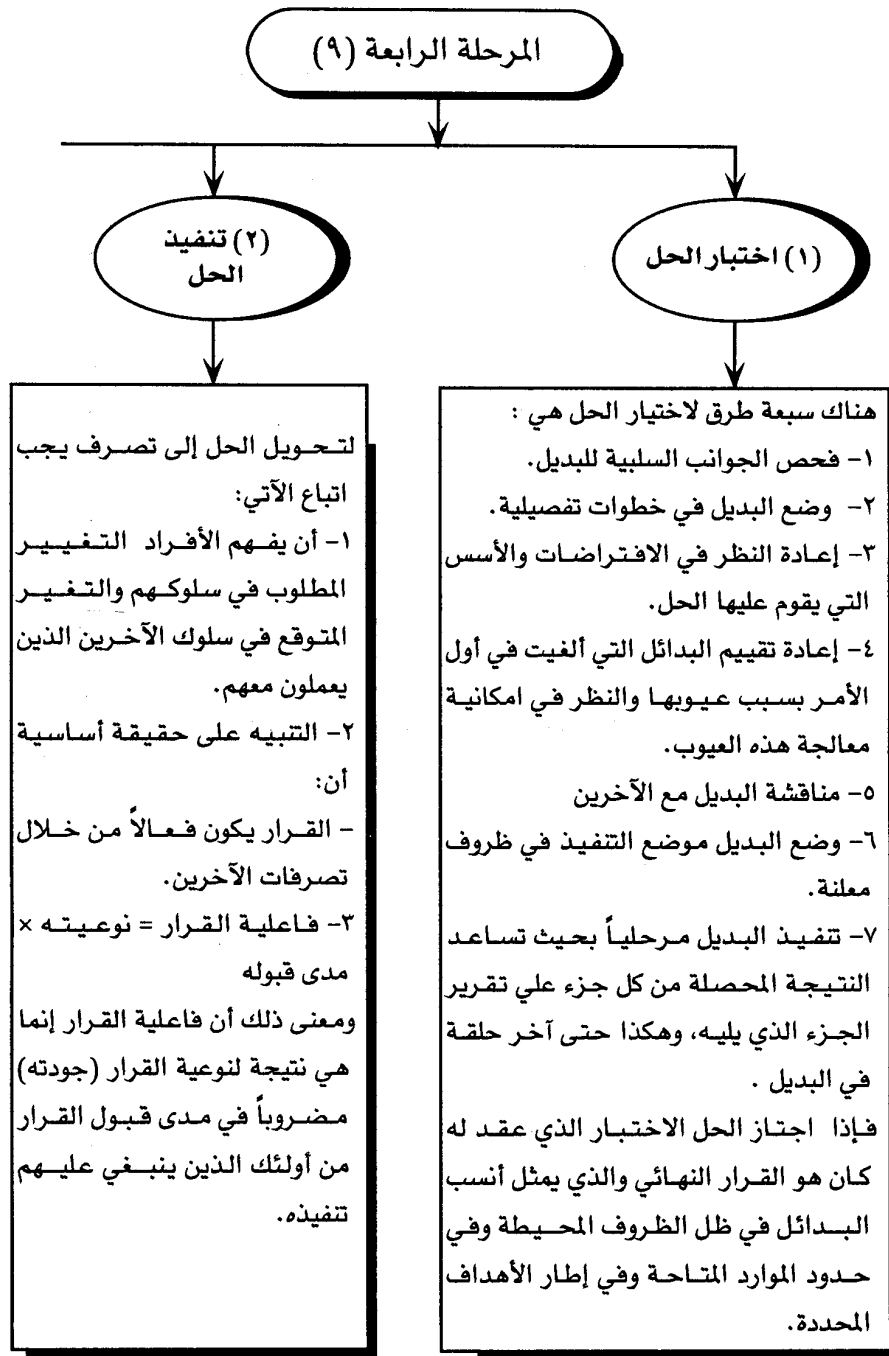 المرحلة الرابعة (٩)
(١) اختبار الحل
هناك سبعة طرق لاختيار الحل هي :
١- فحص الجوانب السلبية للبديل.
٢- وضع البديل في خطوات تفصيلية.
٣- إعادة النظر في الافتراضات والأسس
التي يقوم عليها الحل.
٤- إعادة تقييم البدائل التي ألغيت في أول
الأمر بسبب عيوبها والنظر في امكانية
معالجة هذه العيوب.
٥- مناقشة البديل مع الآخرين
٦- وضع البديل موضع التنفيذ في ظروف
معلنة.
٧- تنفيذ البديل مرحلياً بحيث تساعد
النتيجة المحصلة من كل جزء علي تقرير
الجزء الذي يليه، وهكذا حتى آخر حلقة
في البديل .
فإذا اجتاز الحل الاختبار الذي عقد له
كان هو القرار النهائي والذي يمثل أنسب
البدائل في ظل الظروف المحيطة وفي
حدود الموارد المتاحة وفي إطار الأهداف
المحددة.
(٢) تنفيذ
الحل
لتحويل الحل إلى تصرف يجب
اتباع الآتي:
١- أن يفهم الأفراد التغيير
المطلوب في سلوكهم والتغيير
المتوقع في سلوك الآخرين الذين
يعملون معهم.
٢- التنبيه على حقيقة أساسية
أن:
- القرار يكون فعالاً من خلال
تصرفات الآخرين.
٣- فاعلية القرار = نوعيته ×
مدى قبوله
ومعنى ذلك أن فاعلية القرار إنما
هي نتيجة لنوعية القرار (جودته)
مضروباً في مدى قبول القرار
من أولئك الذين ينبغي عليهم
تنفيذه.